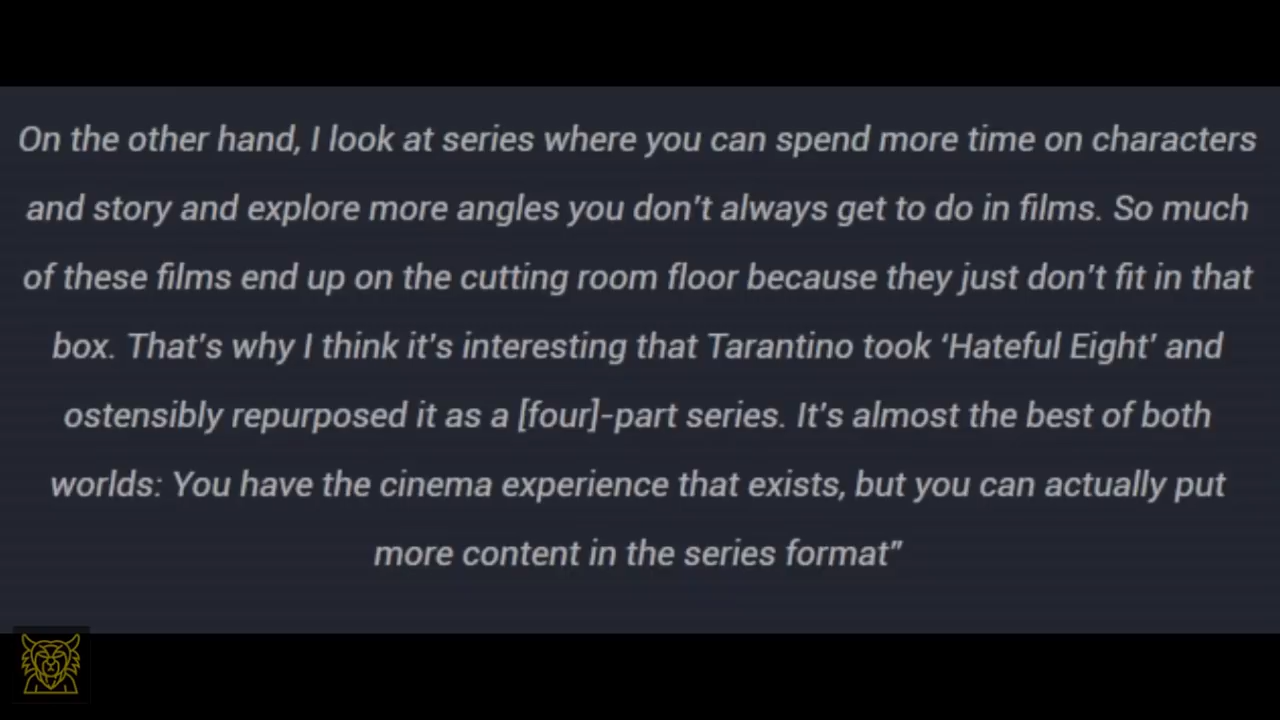 On the other hand, I look at series where you can spend more time on characters
and story and explore more angles you don’t always get to do in films. So much
of these films end up on the cutting room floor because they just don’t fit in that
box. That’s why I think it’s interesting that Tarantino took ‘Hateful Eight’ and
ostensibly repurposed it as a [four]-part series. It’s almost the best of both
worlds: You have the cinema experience that exists, but you can actually put
more content in the series format”